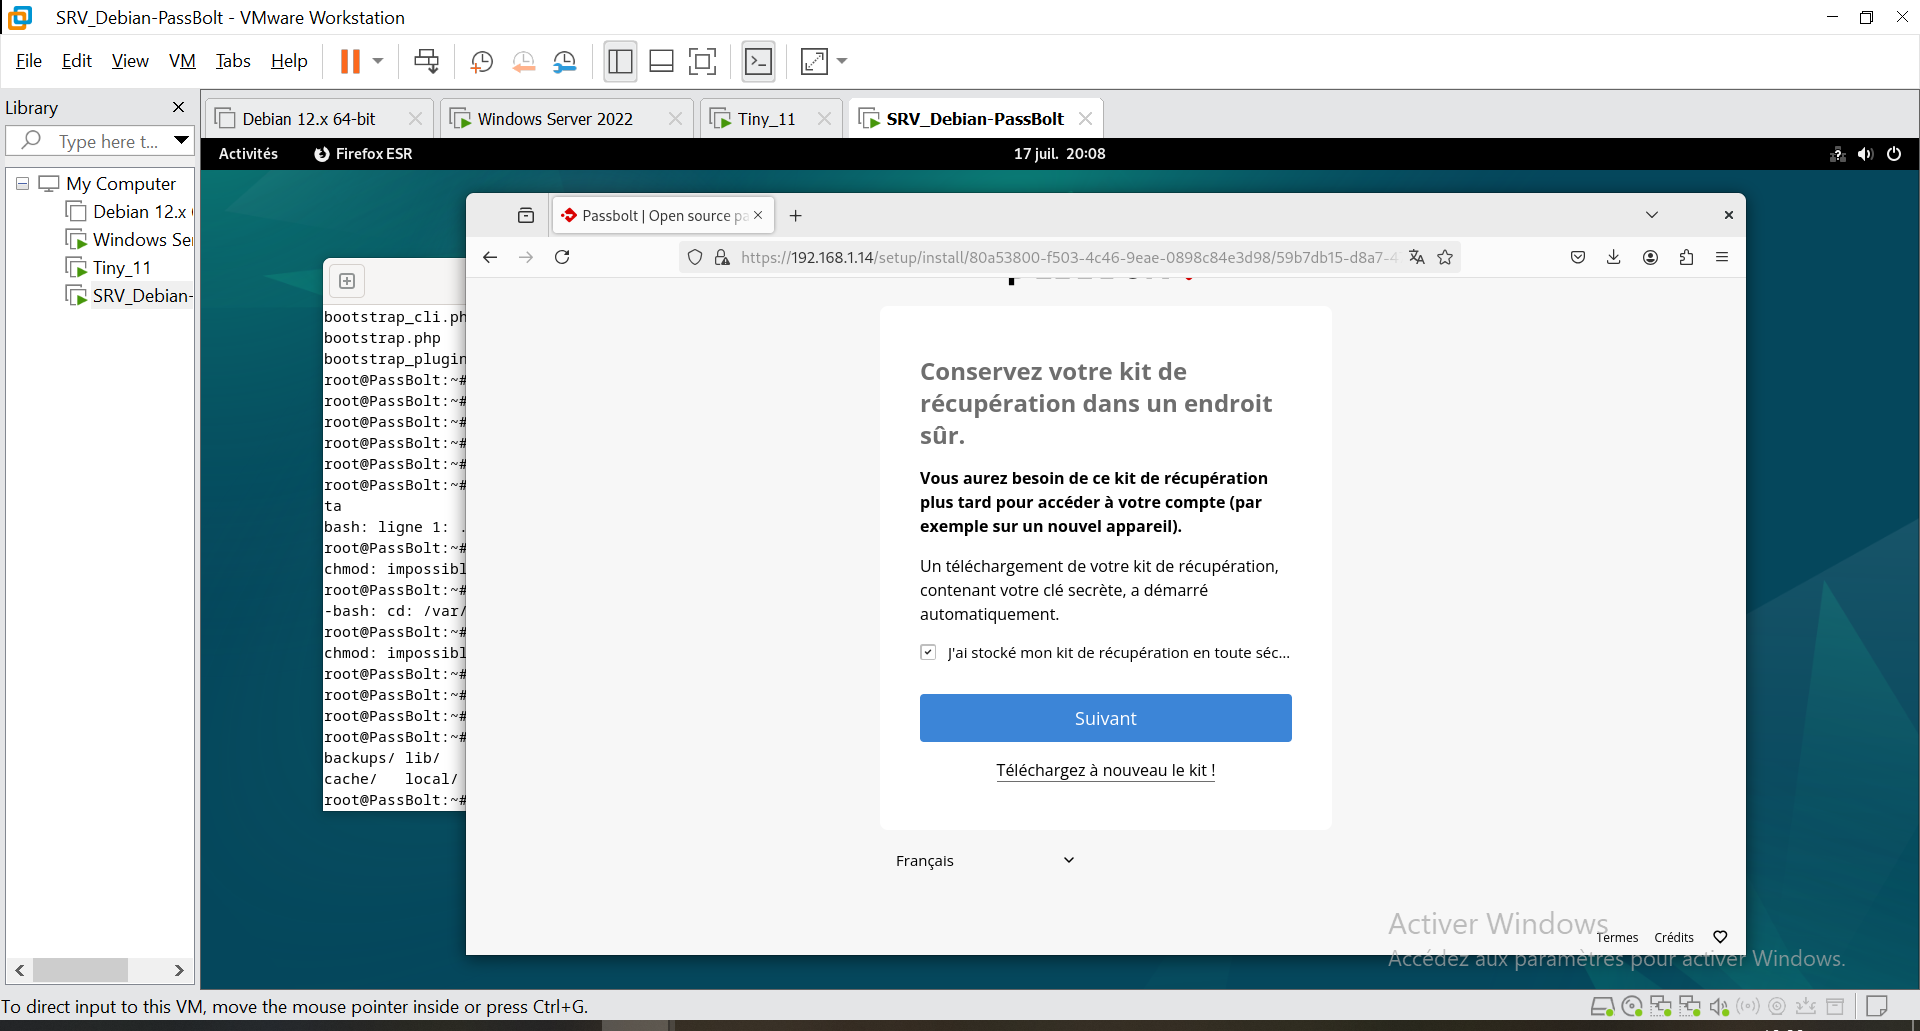 SRV_Debian-PassBolt - VMware Workstation
File Edit View VM Tabs Help
Library
Type here t...
My Computer
Debian 12.x
Windows Ser
Tiny_11
SRV_Debian-
Debian 12.x 64-bit
Windows Server 2022
Tiny_11
SRV_Debian-PassBolt
Activités
Firefox ESR
17 juil. 20:08
Passbolt | Open source pa
https://192.168.1.14/setup/install/80a53800-f503-4c46-9eae-0898c84e3d98/59b7db15-d8a7-4
bootstrap_cli.ph
bootstrap.php
bootstrap_plugin
root@PassBolt:~#
root@PassBolt:~#
root@PassBolt:~#
root@PassBolt:~#
root@PassBolt:~#
root@PassBolt:~#
ta
bash: ligne 1: .
root@PassBolt:~#
chmod: impossibl
root@PassBolt:~#
-bash: cd: /var/
root@PassBolt:~#
chmod: impossibl
root@PassBolt:~#
root@PassBolt:~#
root@PassBolt:~#
root@PassBolt:~#
backups/ lib/
cache/ local/
root@PassBolt:~#
Conservez votre kit de
récupération dans un endroit
sûr.
Vous aurez besoin de ce kit de récupération
plus tard pour accéder à votre compte (par
exemple sur un nouvel appareil).
Un téléchargement de votre kit de récupération,
contenant votre clé secrète, a démarré
automatiquement.
J'ai stocké mon kit de récupération en toute séc...
Suivant
Téléchargez à nouveau le kit !
Français
Activer Windows
Termes Crédits
Accédez aux paramètres pour activer Windows.
To direct input to this VM, move the mouse pointer inside or press Ctrl+G.